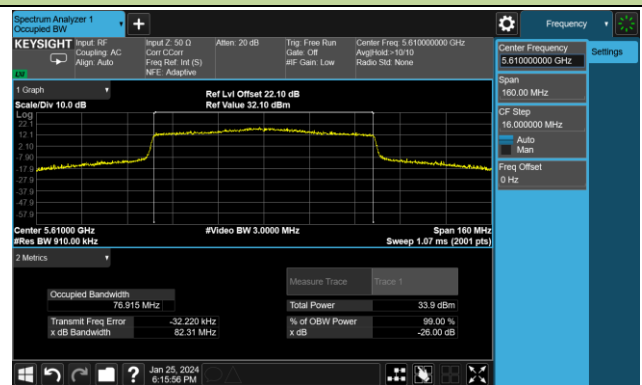 Spectrum Analyzer 1
Occupied BW
+
Frequency
KEYSIGHT
Input: RF
Coupling: AC
Align: Auto
Input Z: 50 Ω
Corr CCorr
Freq Ref: Int (S)
NFE: Adaptive
Atten: 20 dB
Trig: Free Run
Gate: Off
#IF Gain: Low
Center Freq: 5.610000000 GHz
Avg|Hold:>10/10
Radio Std: None
LXI
Center Frequency
5.610000000 GHz
Settings
Span
160.00 MHz
CF Step
16.000000 MHz
Auto
Man
Freq Offset
0 Hz
1 Graph
Scale/Div 10.0 dB
Ref Lvl Offset 22.10 dB
Ref Value 32.10 dBm
Log
22.1
12.1
2.10
-7.90
-17.9
-27.9
-37.9
-47.9
-57.9
Center 5.61000 GHz
#Res BW 910.00 kHz
#Video BW 3.0000 MHz
Span 160 MHz
Sweep 1.07 ms (2001 pts)
2 Metrics
Measure Trace
Trace 1
Occupied Bandwidth
76.915 MHz
Total Power
33.9 dBm
Transmit Freq Error
-32.220 kHz
% of OBW Power
99.00 %
x dB Bandwidth
82.31 MHz
x dB
-26.00 dB
?
Jan 25, 2024
6:15:56 PM